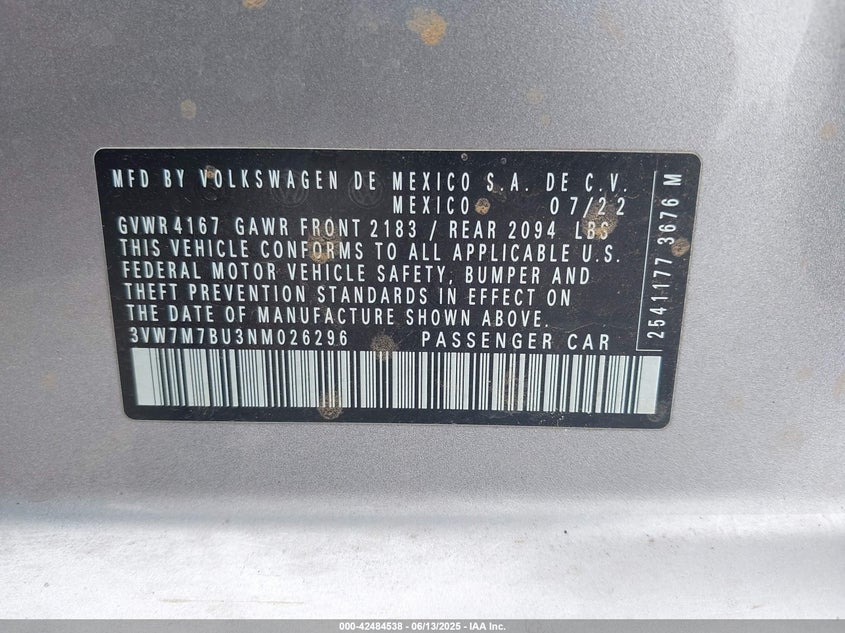 MFD BY VOLKSWAGEN DE MEXICO S.A. DE C.V.
MEXICO 07/22
GVWR 4167 GAWR FRONT 2183 / REAR 2094 LBS
THIS VEHICLE CONFORMS TO ALL APPLICABLE U.S.
FEDERAL MOTOR VEHICLE SAFETY, BUMPER AND
THEFT PREVENTION STANDARDS IN EFFECT ON
THE DATE OF MANUFACTURE SHOWN ABOVE.
3VW7M7BU3NM026296 PASSENGER CAR
2541177 3676 M
000-42484538 - 06/13/2025 - IAA Inc.